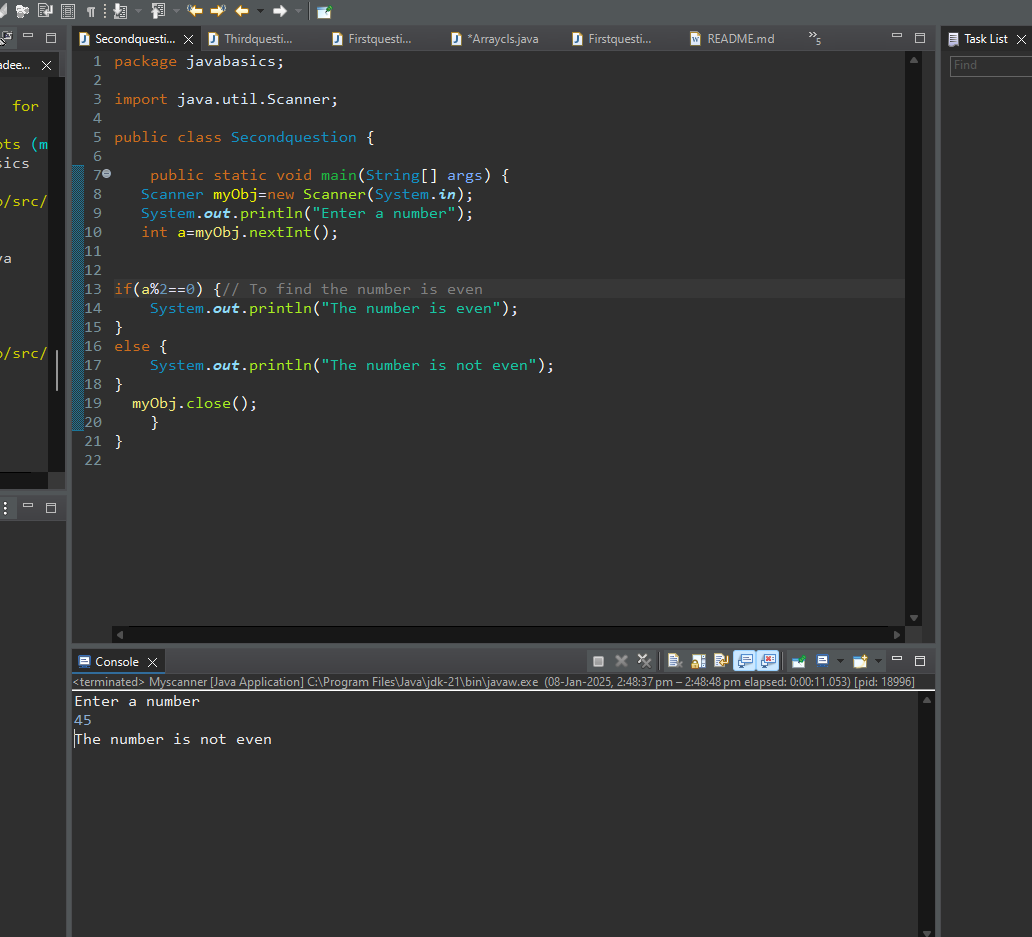 Secondquesti...
Thirdquesti...
Firstquesti...
*Arraycls.java
Firstquesti...
README.md
»5
Task List
Find
adee...
for
ots (m
sics
o/src/
va
o/src/
1 package javabasics;
2
3 import java.util.Scanner;
4
5 public class Secondquestion {
6
7 public static void main(String[] args) {
8 Scanner myObj=new Scanner(System.in);
9 System.out.println("Enter a number");
10 int a=myObj.nextInt();
11
12
13 if(a%2==0) {// To find the number is even
14 System.out.println("The number is even");
15 }
16 else {
17 System.out.println("The number is not even");
18 }
19 myObj.close();
20 }
21 }
22
Console
<terminated> Myscanner [Java Application] C:\Program Files\Java\jdk-21\bin\javaw.exe (08-Jan-2025, 2:48:37 pm – 2:48:48 pm elapsed: 0:00:11.053) [pid: 18996]
Enter a number
45
The number is not even